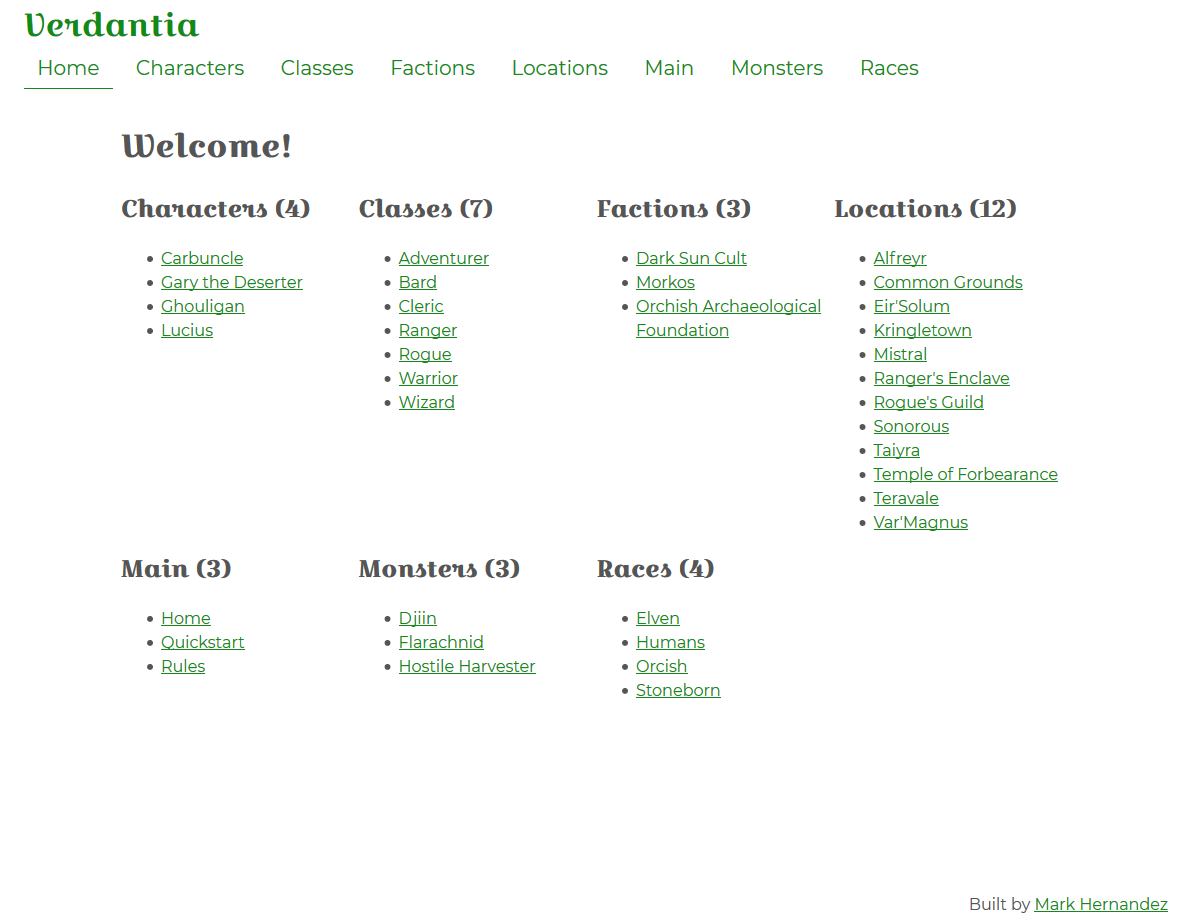 Verdantia
Home Characters Classes Factions Locations Main Monsters Races
Welcome!
Characters (4)
Carbuncle
Gary the Deserter
Ghouligan
Lucius
Classes (7)
Adventurer
Bard
Cleric
Ranger
Rogue
Warrior
Wizard
Factions (3)
Dark Sun Cult
Morkos
Orchish Archaeological
Foundation
Locations (12)
Alfreyr
Common Grounds
Eir'Solum
Kringletown
Mistral
Ranger's Enclave
Rogue's Guild
Sonorous
Taiyra
Temple of Forbearance
Teravale
Var'Magnus
Main (3)
Home
Quickstart
Rules
Monsters (3)
Djiin
Flarachnid
Hostile Harvester
Races (4)
Elven
Humans
Orcish
Stoneborn
Built by Mark Hernandez